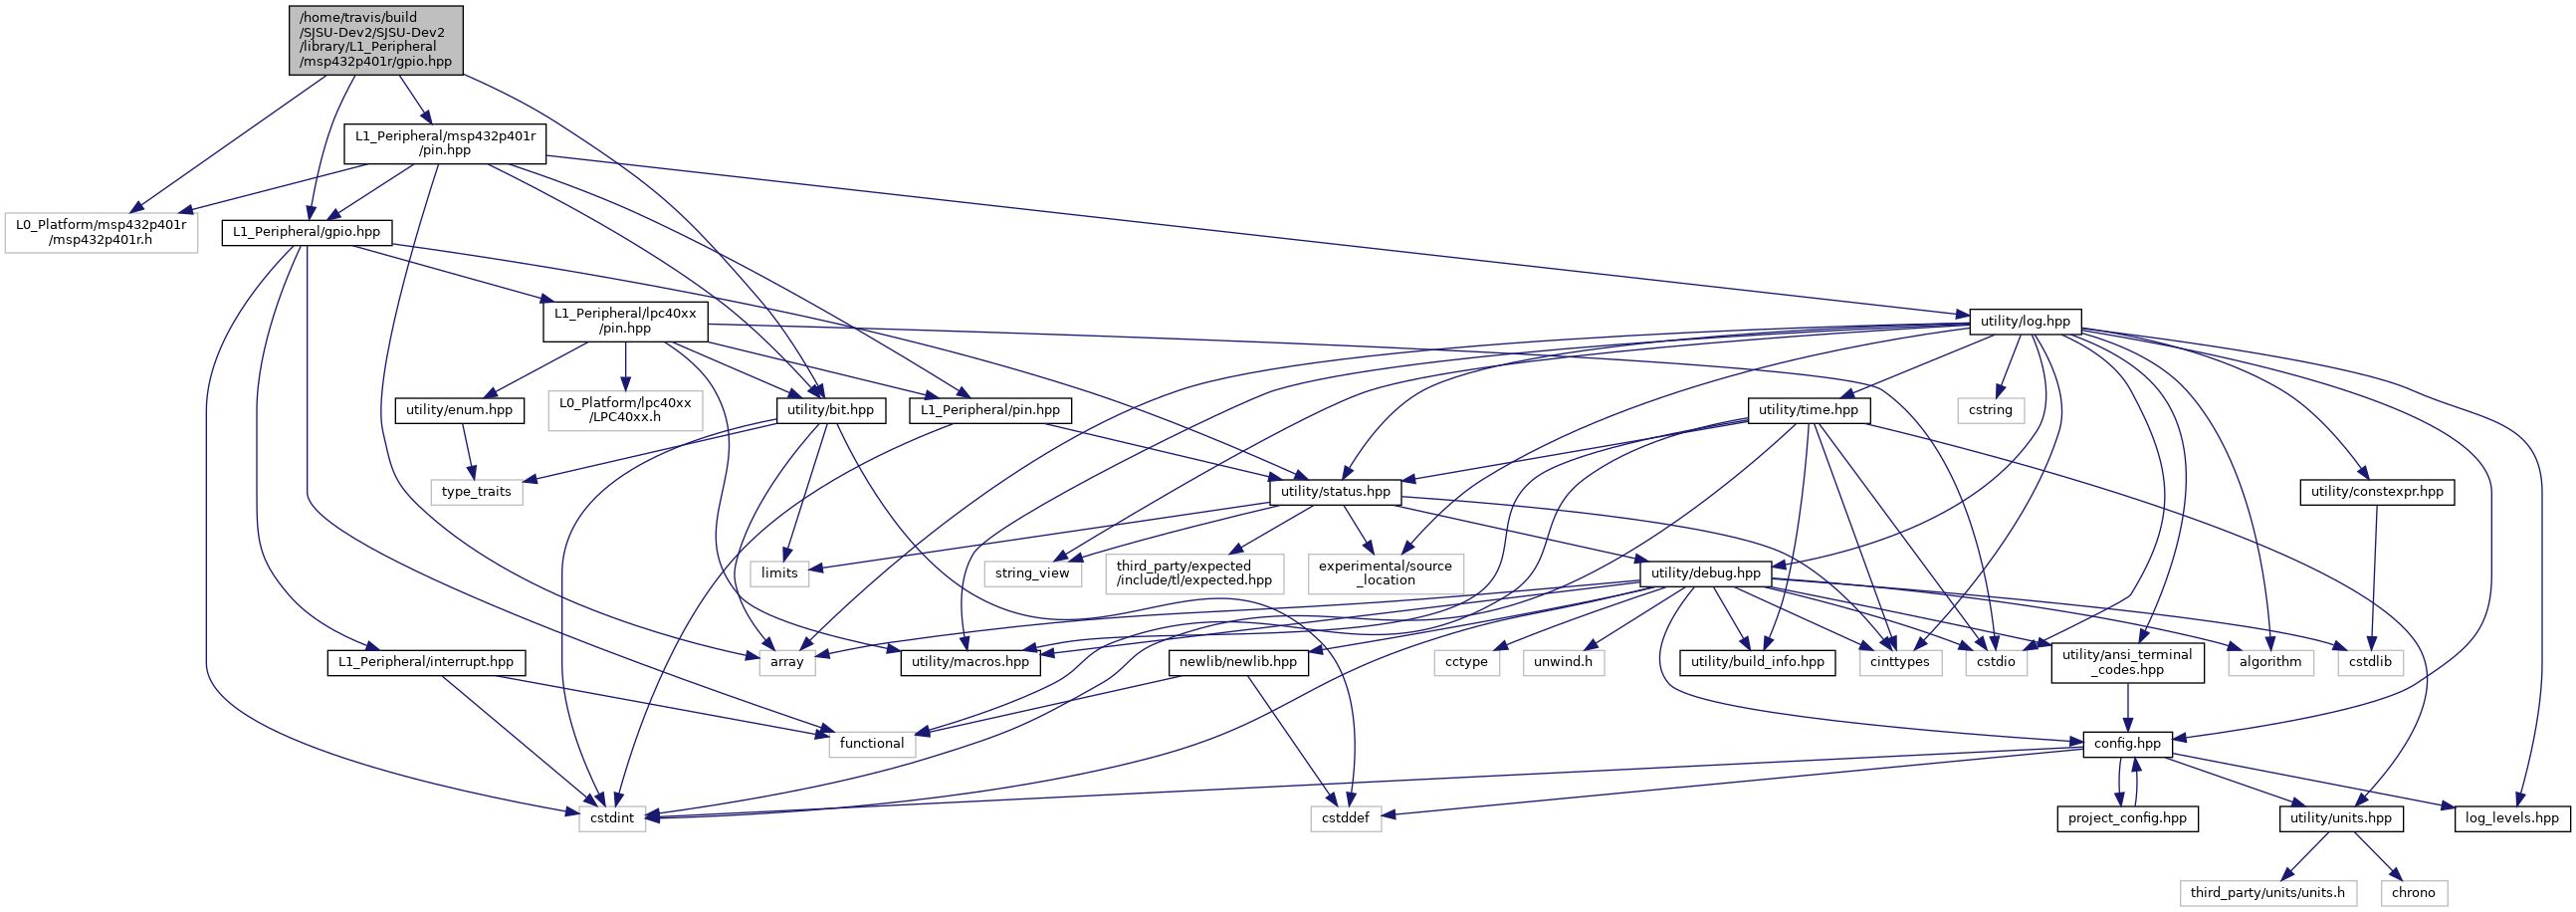 /home/travis/build
/SJSU-Dev2/SJSU-Dev2
/library/L1_Peripheral
/msp432p401r/gpio.hpp
L1_Peripheral/msp432p401r
/pin.hpp
L0_Platform/msp432p401r
/msp432p401r.h
L1_Peripheral/gpio.hpp
L1_Peripheral/lpc40xx
/pin.hpp
utility/log.hpp
utility/enum.hpp
L0_Platform/lpc40xx
/LPC40xx.h
utility/bit.hpp
L1_Peripheral/pin.hpp
utility/time.hpp
cstring
type_traits
utility/status.hpp
utility/constexpr.hpp
limits
string_view
third_party/expected
/include/tl/expected.hpp
experimental/source
_location
utility/debug.hpp
L1_Peripheral/interrupt.hpp
array
utility/macros.hpp
newlib/newlib.hpp
cctype
unwind.h
utility/build_info.hpp
cinttypes
cstdio
utility/ansi_terminal
_codes.hpp
algorithm
cstdlib
functional
config.hpp
cstdint
cstddef
project_config.hpp
utility/units.hpp
log_levels.hpp
third_party/units/units.h
chrono